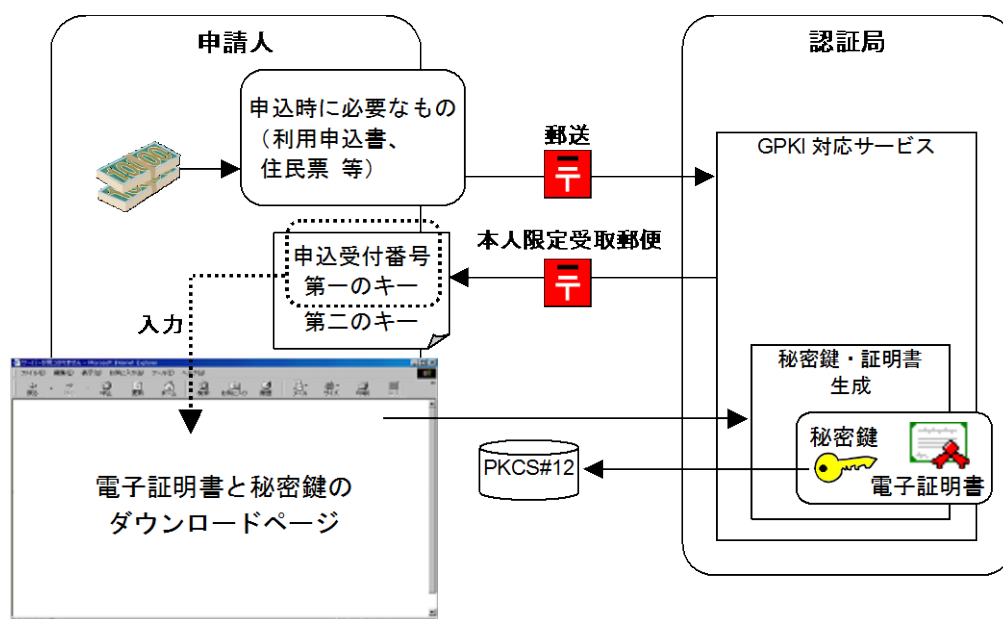 申請人
認証局
申込時に必要なもの
（利用申込書、
住民票 等）
郵送
GPKI 対応サービス
本人限定受取郵便
申込受付番号
第一のキー
第二のキー
入力
秘密鍵・証明書
生成
秘密鍵
電子証明書
PKCS#12
電子証明書と秘密鍵の
ダウンロードページ